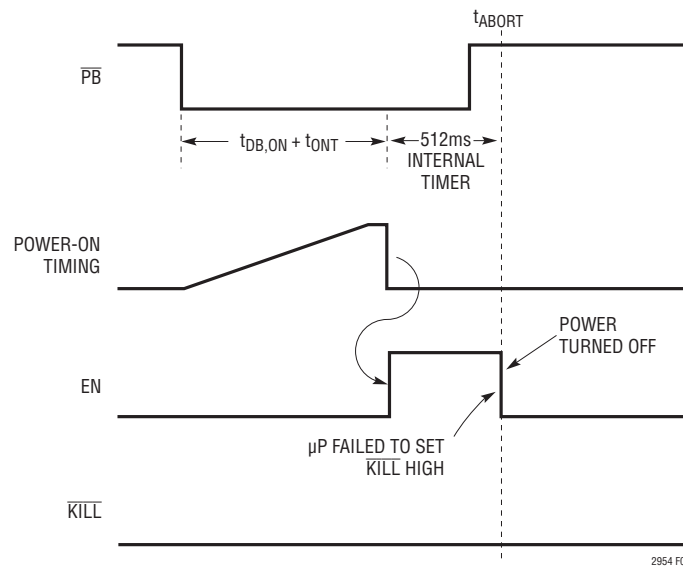 tABORT
PB
tDB,ON + tONT
512ms
INTERNAL
TIMER
POWER-ON
TIMING
POWER
TURNED OFF
EN
µP FAILED TO SET
KILL HIGH
KILL
2954 F0